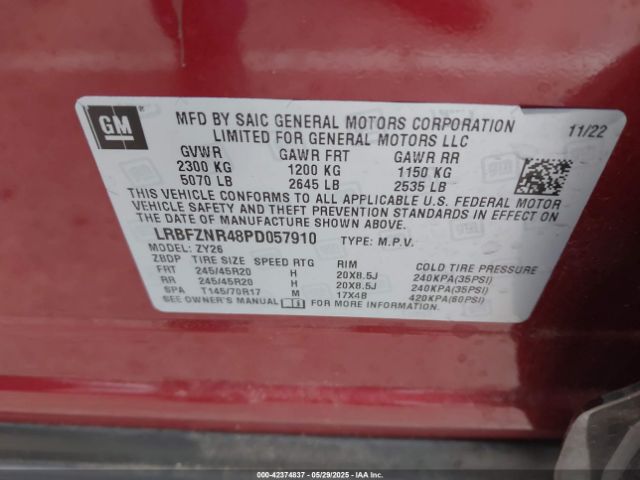 GM
MFD BY SAIC GENERAL MOTORS CORPORATION
LIMITED FOR GENERAL MOTORS LLC
11/22
GVWR GAWR FRT GAWR RR
2300 KG 1200 KG 1150 KG
5070 LB 2645 LB 2535 LB
THIS VEHICLE CONFORMS TO ALL APPLICABLE U.S. FEDERAL MOTOR
VEHICLE SAFETY AND THEFT PREVENTION STANDARDS IN EFFECT ON
THE DATE OF MANUFACTURE SHOWN ABOVE.
LRBFZNR48PD057910 TYPE: M.P.V.
MODEL: ZY26
ZBDP TIRE SIZE SPEED RTG RIM COLD TIRE PRESSURE
FRT 245/45R20 H 20X8.5J 240KPA(35PSI)
RR 245/45R20 H 20X8.5J 240KPA(35PSI)
SPA T145/70R17 M 17X4B 420KPA(60PSI)
SEE OWNER'S MANUAL FOR MORE INFORMATION.
00-42374837 - 05/29/2025 - IAA, Inc.